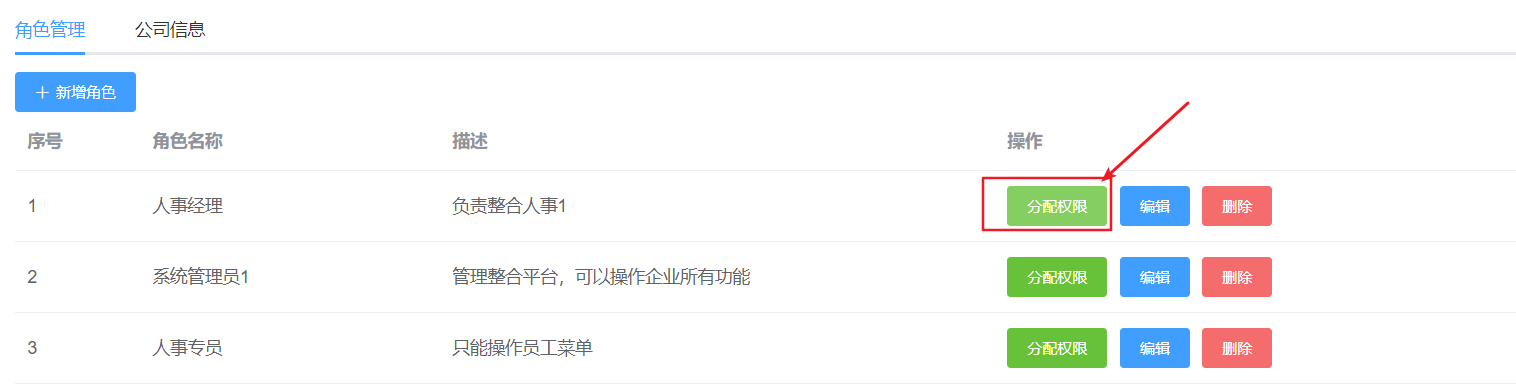 角色管理 公司信息
+ 新增角色
序号 角色名称 描述 操作
1 人事经理 负责整合人事1 分配权限 编辑 删除
2 系统管理员1 管理整合平台，可以操作企业所有功能 分配权限 编辑 删除
3 人事专员 只能操作员工菜单 分配权限 编辑 删除